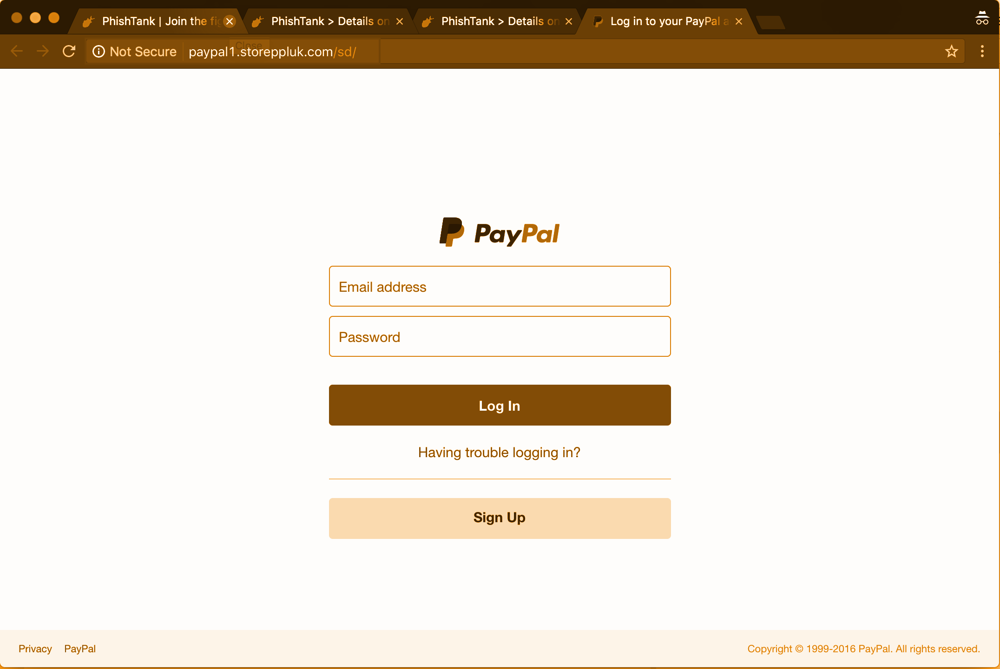 PhishTank | Join the fig
PhishTank > Details on
PhishTank > Details on
Log in to your PayPal a
Close
Not Secure
paypal1.storeppluk.com/sd/
PayPal
Email address
Password
Log In
Having trouble logging in?
Sign Up
Privacy
PayPal
Copyright © 1999-2016 PayPal. All rights reserved.